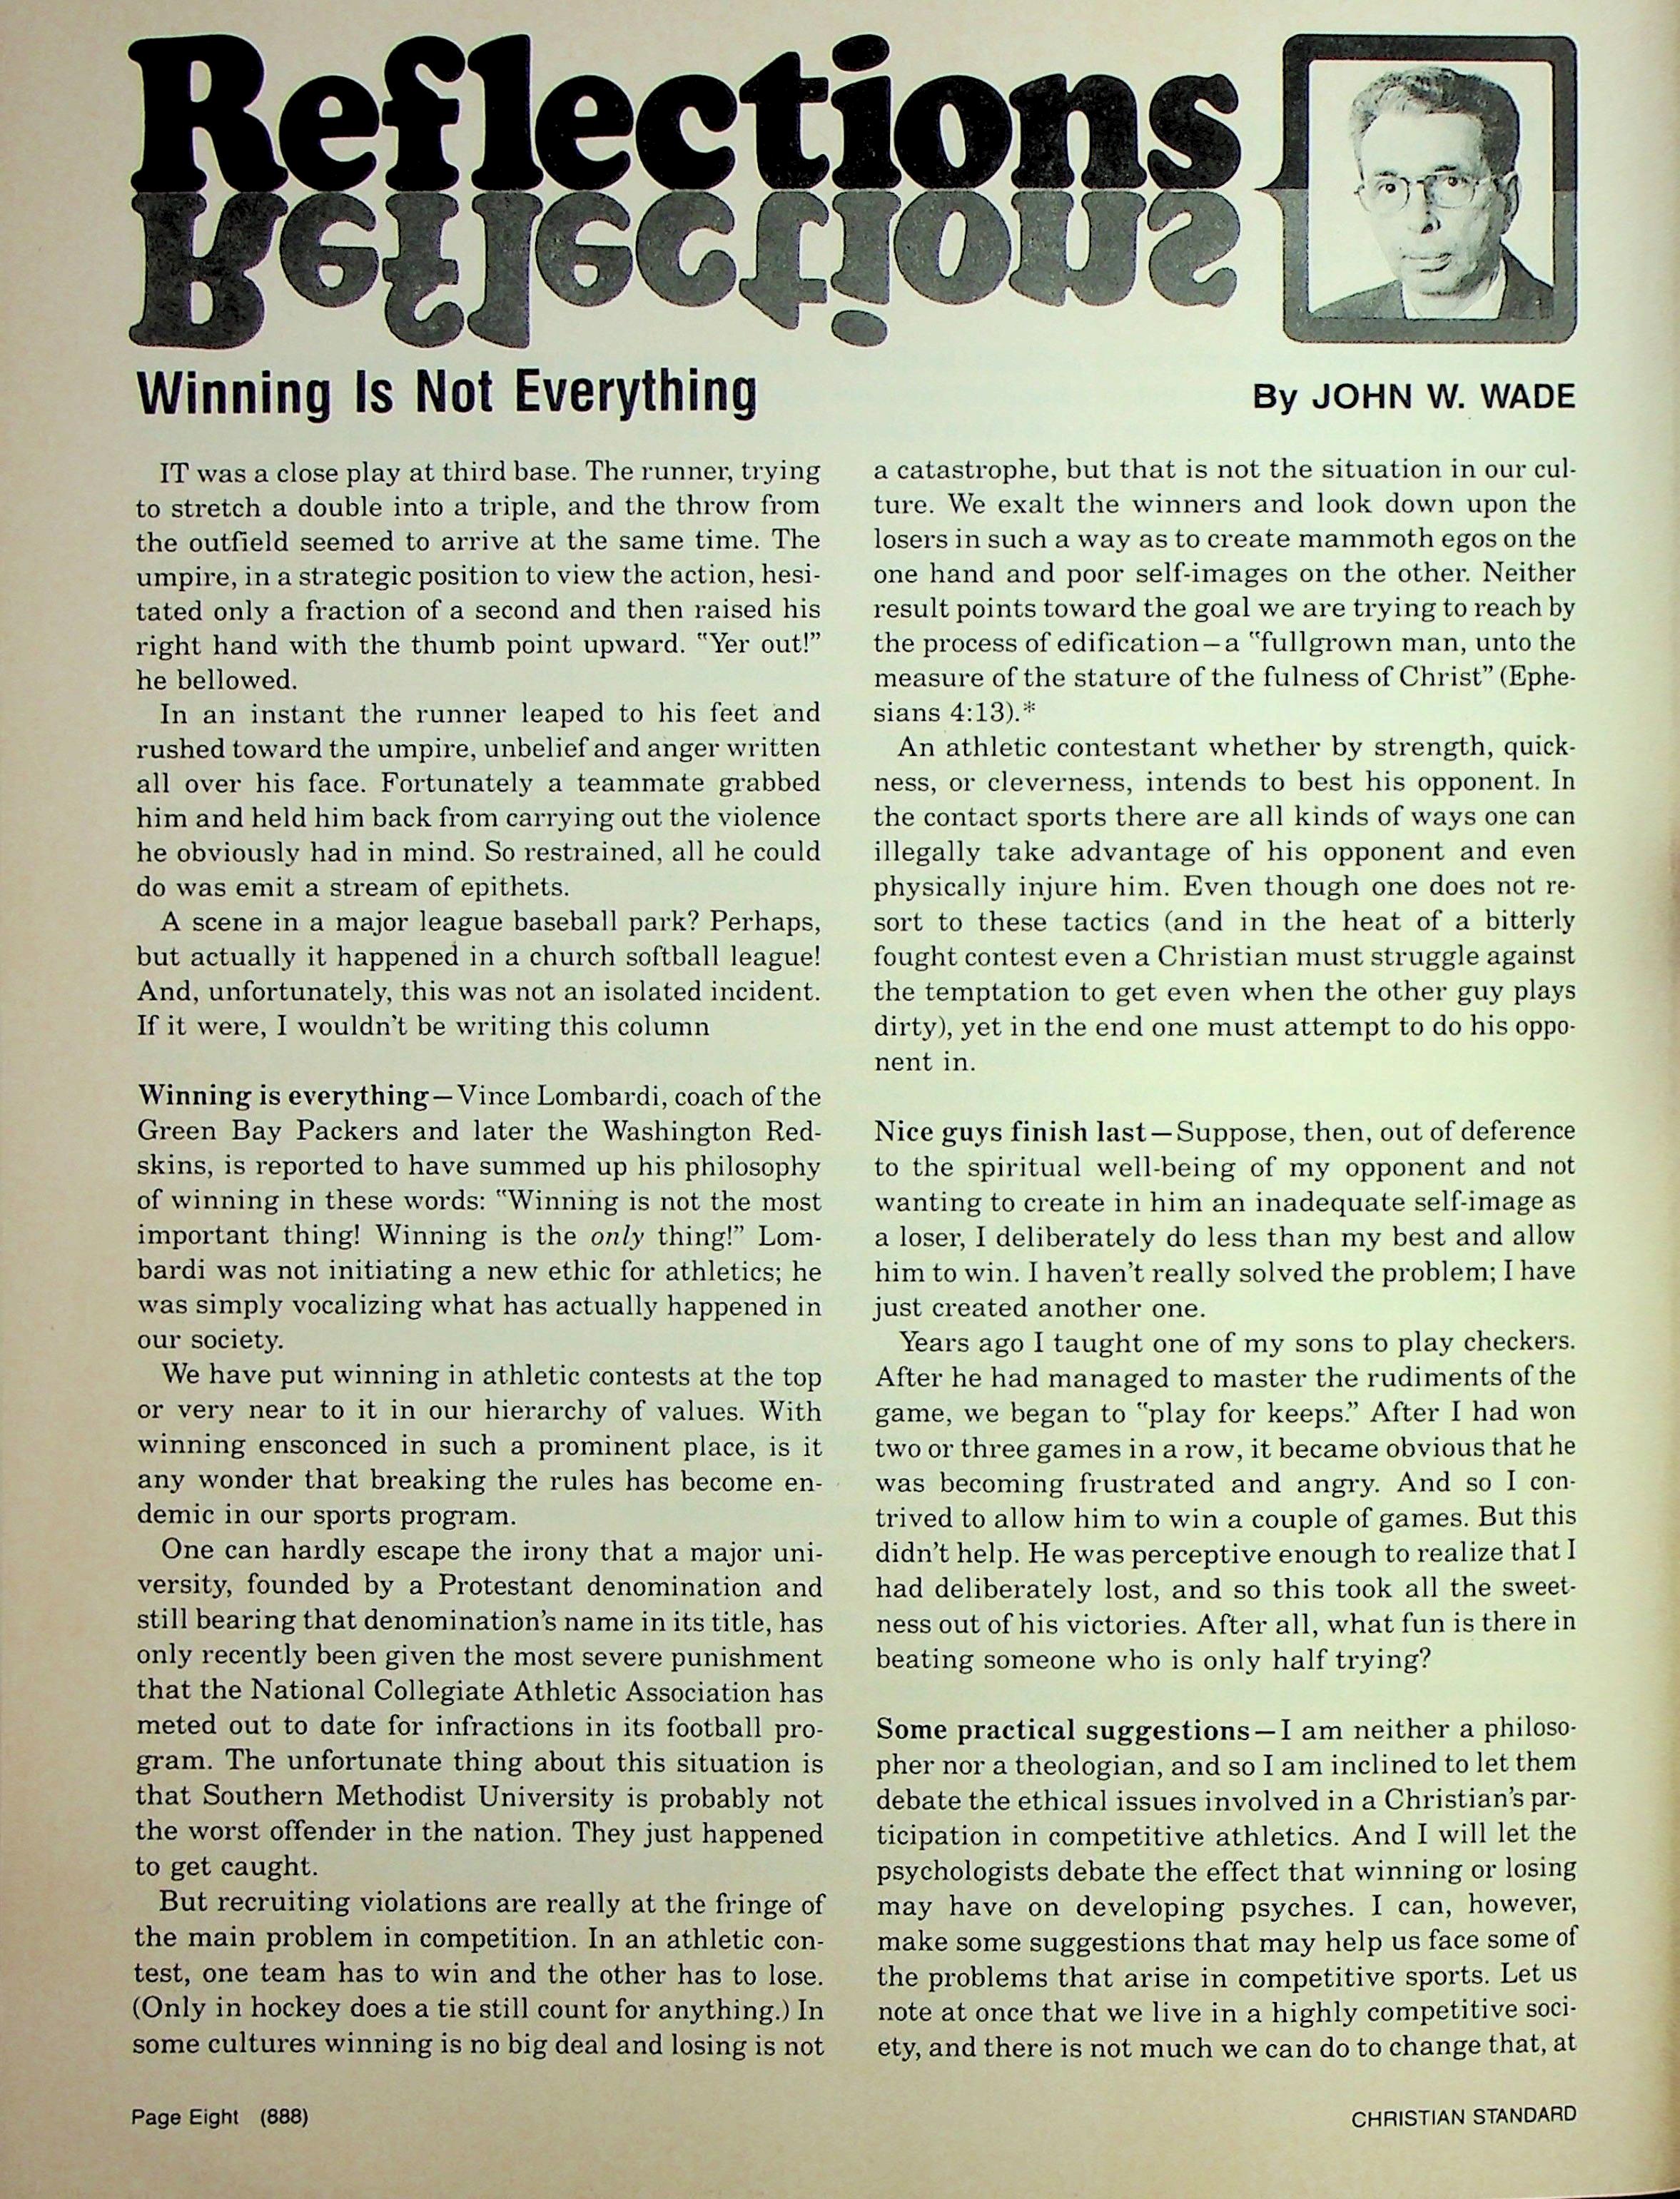 Reflections
Reflections
Winning Is Not Everything
By JOHN W. WADE
IT was a close play at third base. The runner, trying
to stretch a double into a triple, and the throw from
the outfield seemed to arrive at the same time. The
umpire, in a strategic position to view the action, hesi-
tated only a fraction of a second and then raised his
right hand with the thumb point upward. "Yer out!"
he bellowed.
In an instant the runner leaped to his feet and
rushed toward the umpire, unbelief and anger written
all over his face. Fortunately a teammate grabbed
him and held him back from carrying out the violence
he obviously had in mind. So restrained, all he could
do was emit a stream of epithets.
A scene in a major league baseball park? Perhaps,
but actually it happened in a church softball league!
And, unfortunately, this was not an isolated incident.
If it were, I wouldn't be writing this column
Winning is everything—Vince Lombardi, coach of the
Green Bay Packers and later the Washington Red-
skins, is reported to have summed up his philosophy
of winning in these words: "Winning is not the most
important thing! Winning is the only thing!" Lom-
bardi was not initiating a new ethic for athletics; he
was simply vocalizing what has actually happened in
our society.
We have put winning in athletic contests at the top
or very near to it in our hierarchy of values. With
winning ensconced in such a prominent place, is it
any wonder that breaking the rules has become en-
demic in our sports program.
One can hardly escape the irony that a major uni-
versity, founded by a Protestant denomination and
still bearing that denomination's name in its title, has
only recently been given the most severe punishment
that the National Collegiate Athletic Association has
meted out to date for infractions in its football pro-
gram. The unfortunate thing about this situation is
that Southern Methodist University is probably not
the worst offender in the nation. They just happened
to get caught.
But recruiting violations are really at the fringe of
the main problem in competition. In an athletic con-
test, one team has to win and the other has to lose.
(Only in hockey does a tie still count for anything.) In
some cultures winning is no big deal and losing is not
a catastrophe, but that is not the situation in our cul-
ture. We exalt the winners and look down upon the
losers in such a way as to create mammoth egos on the
one hand and poor self-images on the other. Neither
result points toward the goal we are trying to reach by
the process of edification—a "fullgrown man, unto the
measure of the stature of the fulness of Christ" (Ephe-
sians 4:13).*
An athletic contestant whether by strength, quick-
ness, or cleverness, intends to best his opponent. In
the contact sports there are all kinds of ways one can
illegally take advantage of his opponent and even
physically injure him. Even though one does not re-
sort to these tactics (and in the heat of a bitterly
fought contest even a Christian must struggle against
the temptation to get even when the other guy plays
dirty), yet in the end one must attempt to do his oppo-
nent in.
Nice guys finish last—Suppose, then, out of deference
to the spiritual well-being of my opponent and not
wanting to create in him an inadequate self-image as
a loser, I deliberately do less than my best and allow
him to win. I haven't really solved the problem; I have
just created another one.
Years ago I taught one of my sons to play checkers.
After he had managed to master the rudiments of the
game, we began to "play for keeps." After I had won
two or three games in a row, it became obvious that he
was becoming frustrated and angry. And so I con-
trived to allow him to win a couple of games. But this
didn't help. He was perceptive enough to realize that I
had deliberately lost, and so this took all the sweet-
ness out of his victories. After all, what fun is there in
beating someone who is only half trying?
Some practical suggestions—I am neither a philoso-
pher nor a theologian, and so I am inclined to let them
debate the ethical issues involved in a Christian's par-
ticipation in competitive athletics. And I will let the
psychologists debate the effect that winning or losing
may have on developing psyches. I can, however,
make some suggestions that may help us face some of
the problems that arise in competitive sports. Let us
note at once that we live in a highly competitive soci-
ety, and there is not much we can do to change that, at
Page Eight (888)
CHRISTIAN STANDARD